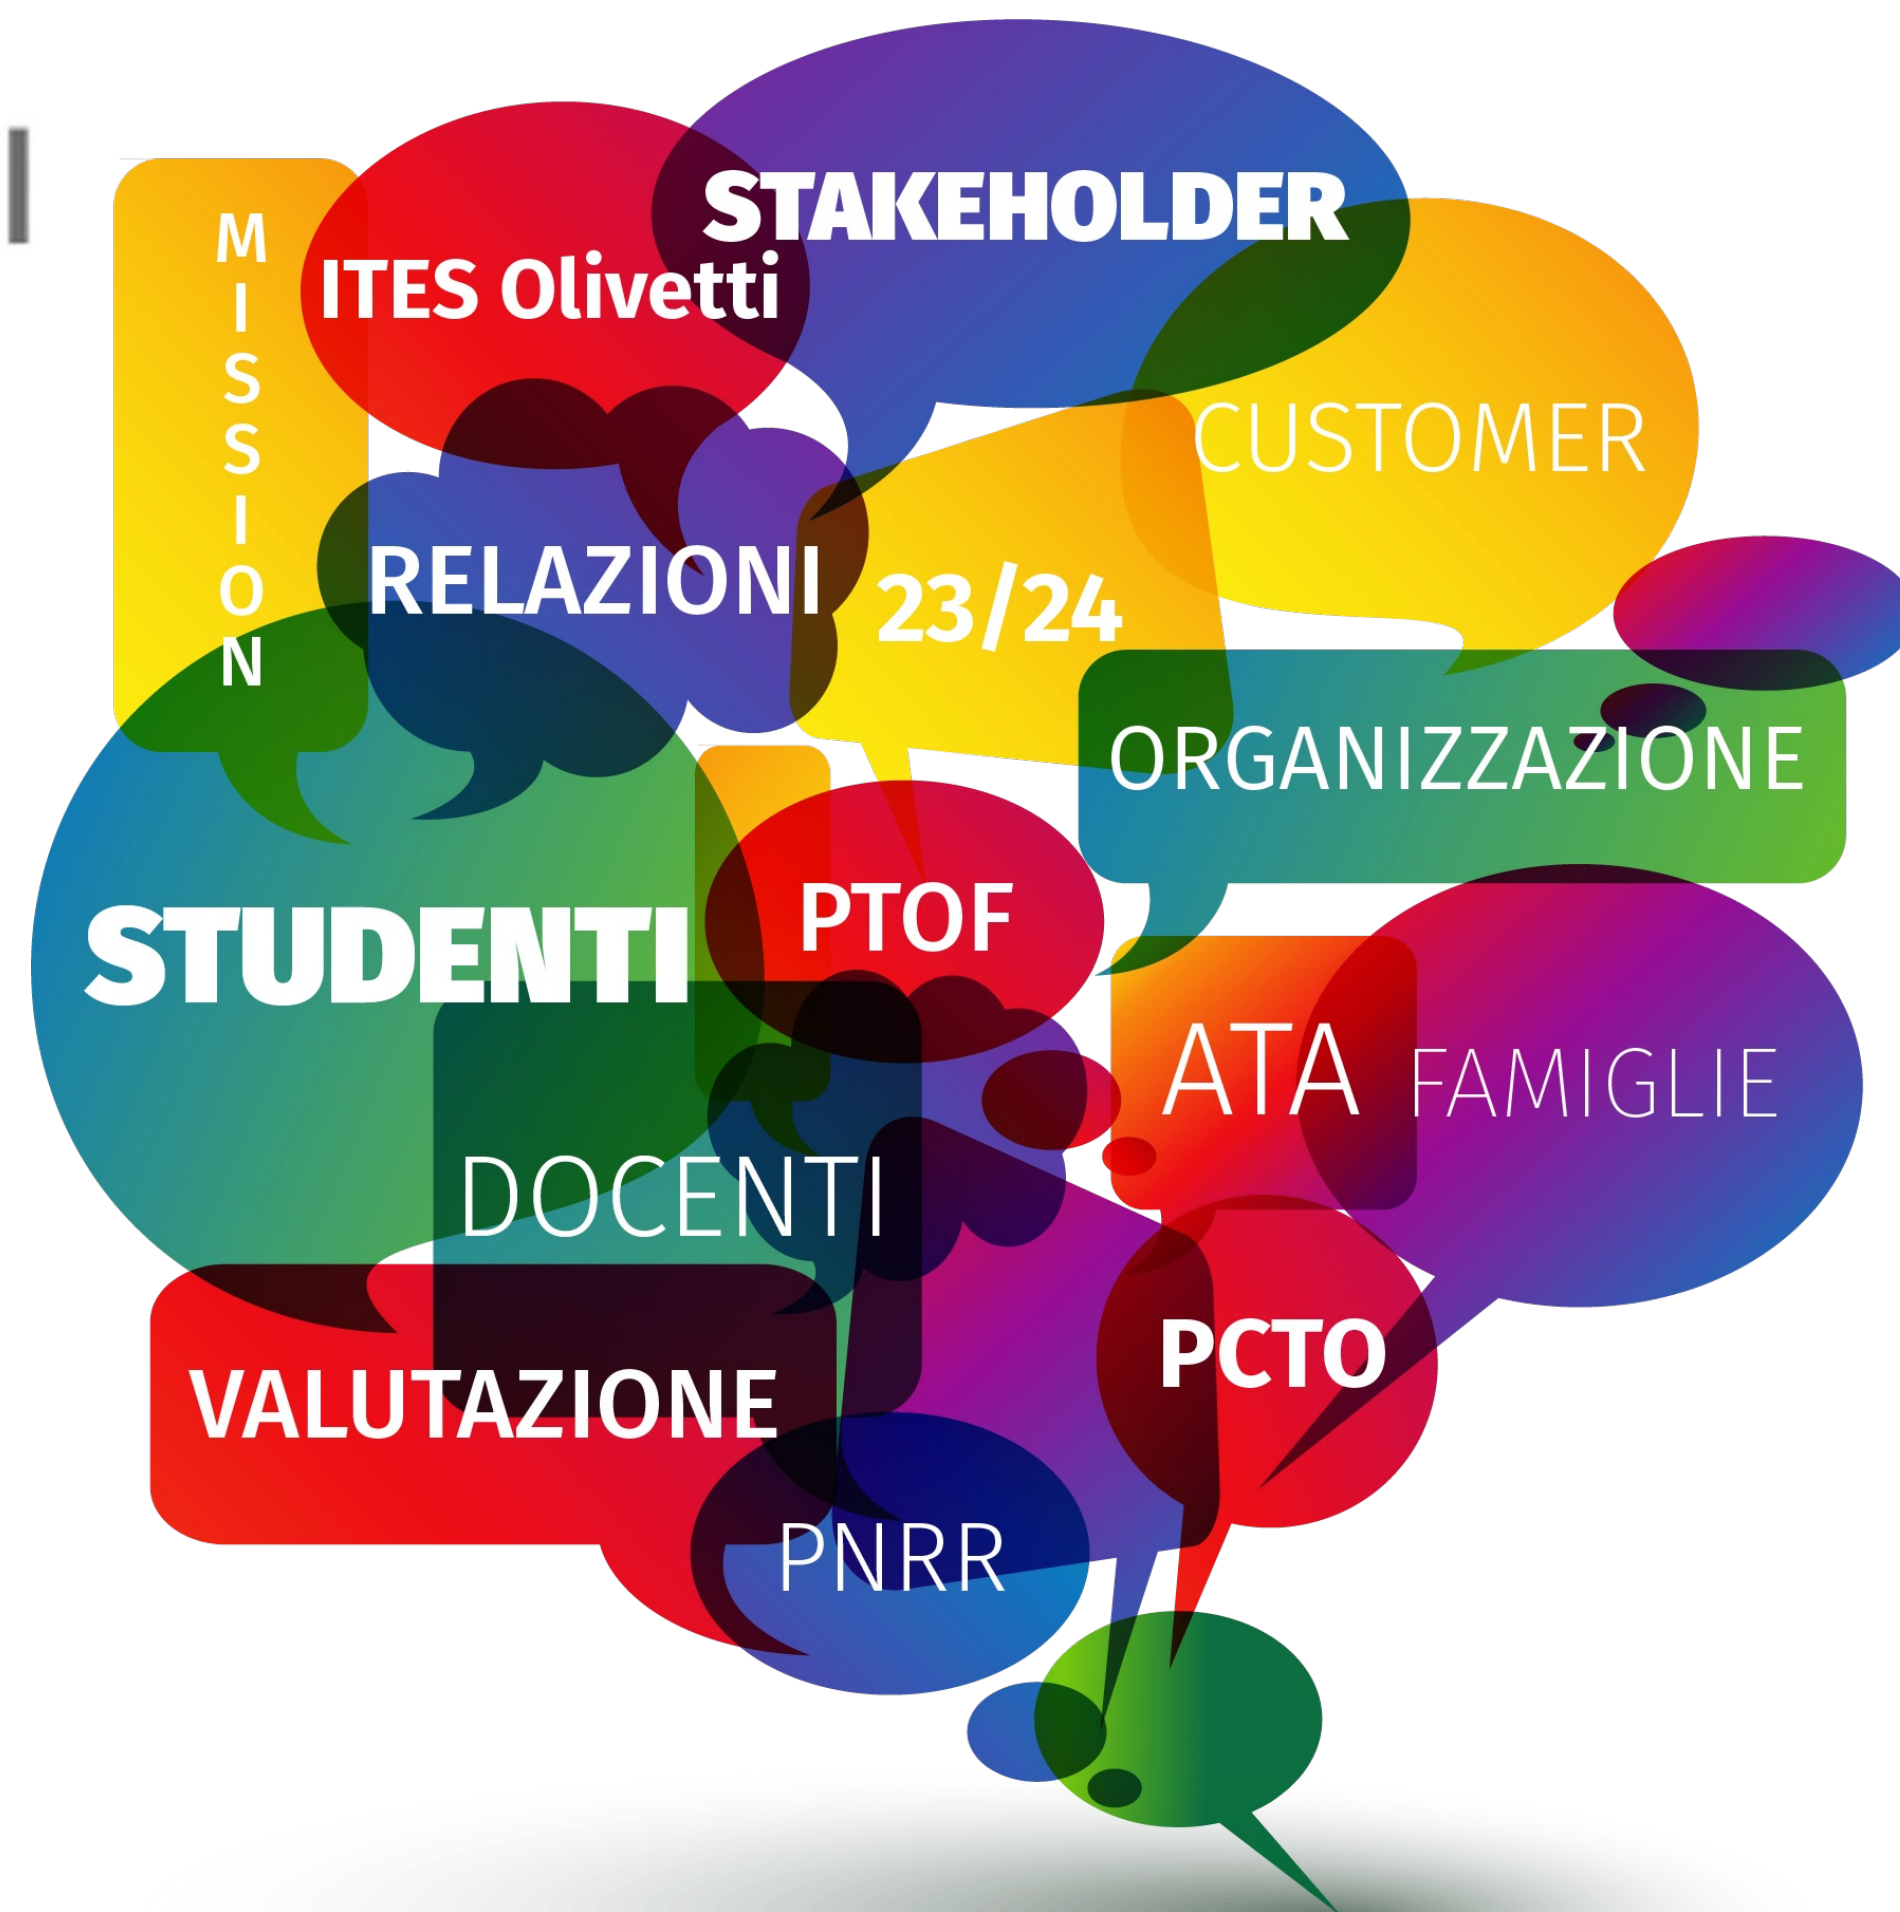 STAKEHOLDER
MISSION
ITES Olivetti
CUSTOMER
RELAZIONI
23/24
ORGANIZZAZIONE
PTOF
STUDENTI
ATA
FAMIGLIE
DOCENTI
PCTO
VALUTAZIONE
PNRR